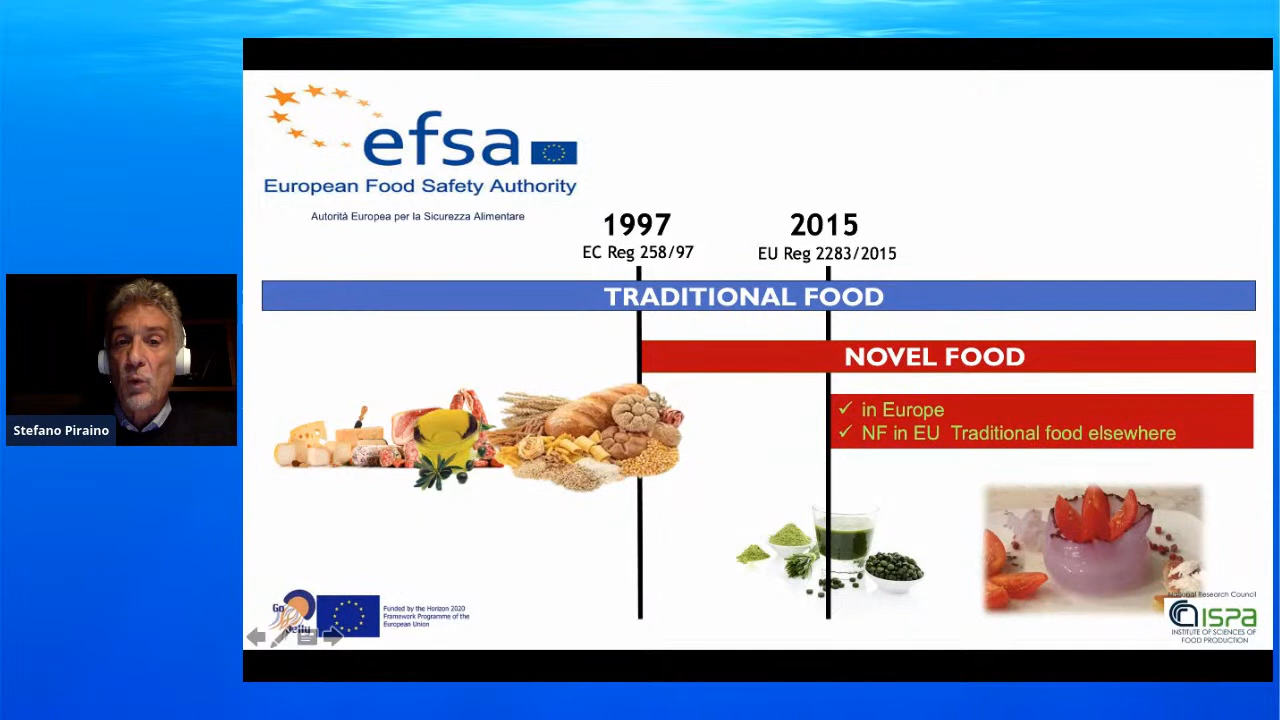 efsa
European Food Safety Authority
Autorità Europea per la Sicurezza Alimentare
1997
EC Reg 258/97
2015
EU Reg 2283/2015
TRADITIONAL FOOD
NOVEL FOOD
✓ in Europe
✓ NF in EU Traditional food elsewhere
Stefano Piraino
Go
Jelly
Funded by the Horizon 2020
Framework Programme of the
European Union
National Research Council
ISPA
INSTITUTE OF SCIENCES OF
FOOD PRODUCTION